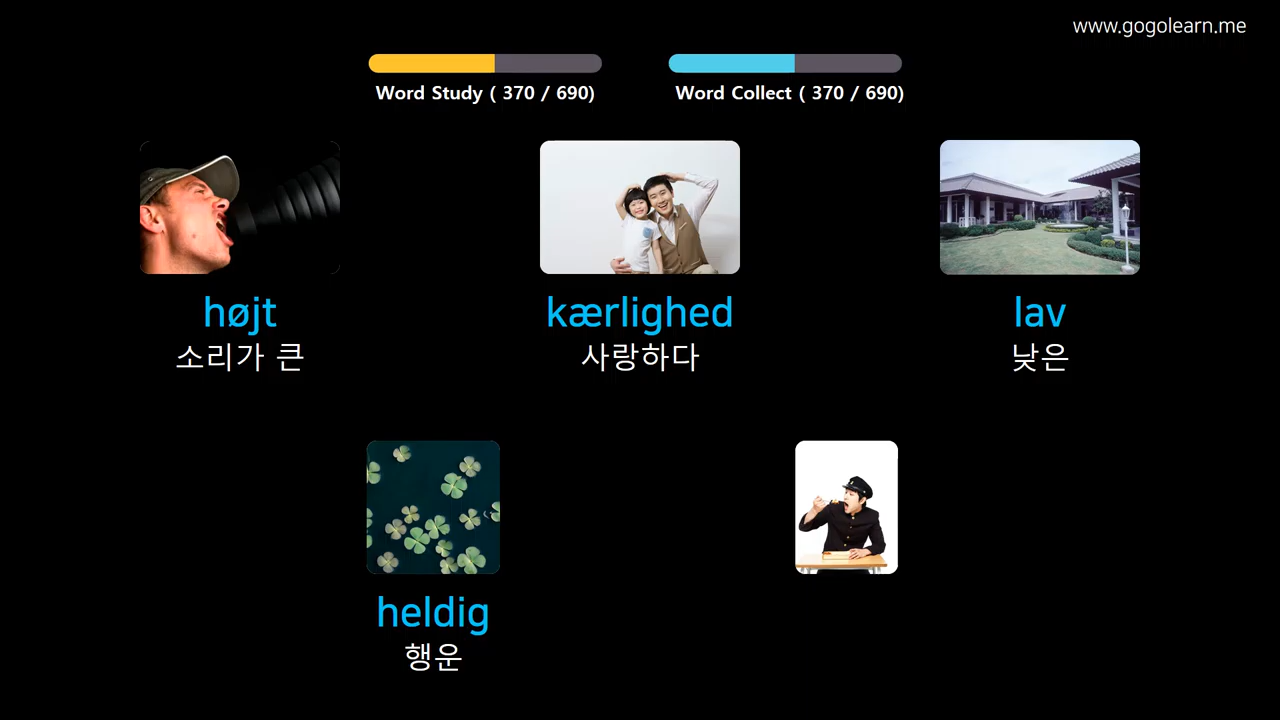 www.gogolearn.me
Word Study ( 370 / 690)
Word Collect ( 370 / 690)
højt
소리가 큰
kærlighed
사랑하다
lav
낮은
heldig
행운